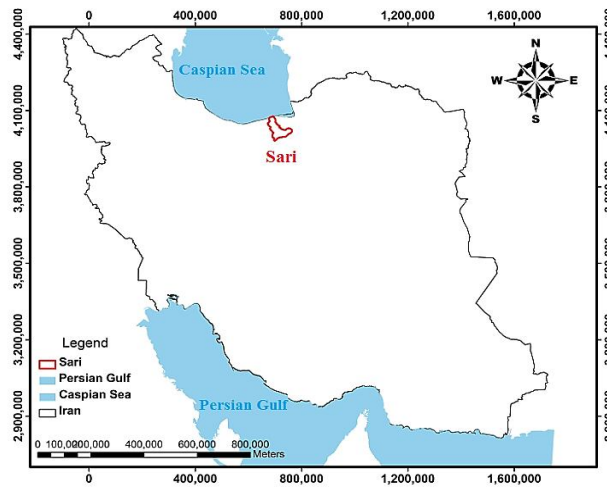 0 400,000 800,000 1,200,000 1,600,000
4,400,000
4,100,000
3,800,000
3,500,000
3,200,000
2,900,000
Caspian Sea
N
W E
S
Sari
Legend
Sari
Persian Gulf
Caspian Sea
Iran
Persian Gulf
0 100,000 200,000 400,000 600,000 800,000
Meters
0 400,000 800,000 1,200,000 1,600,000